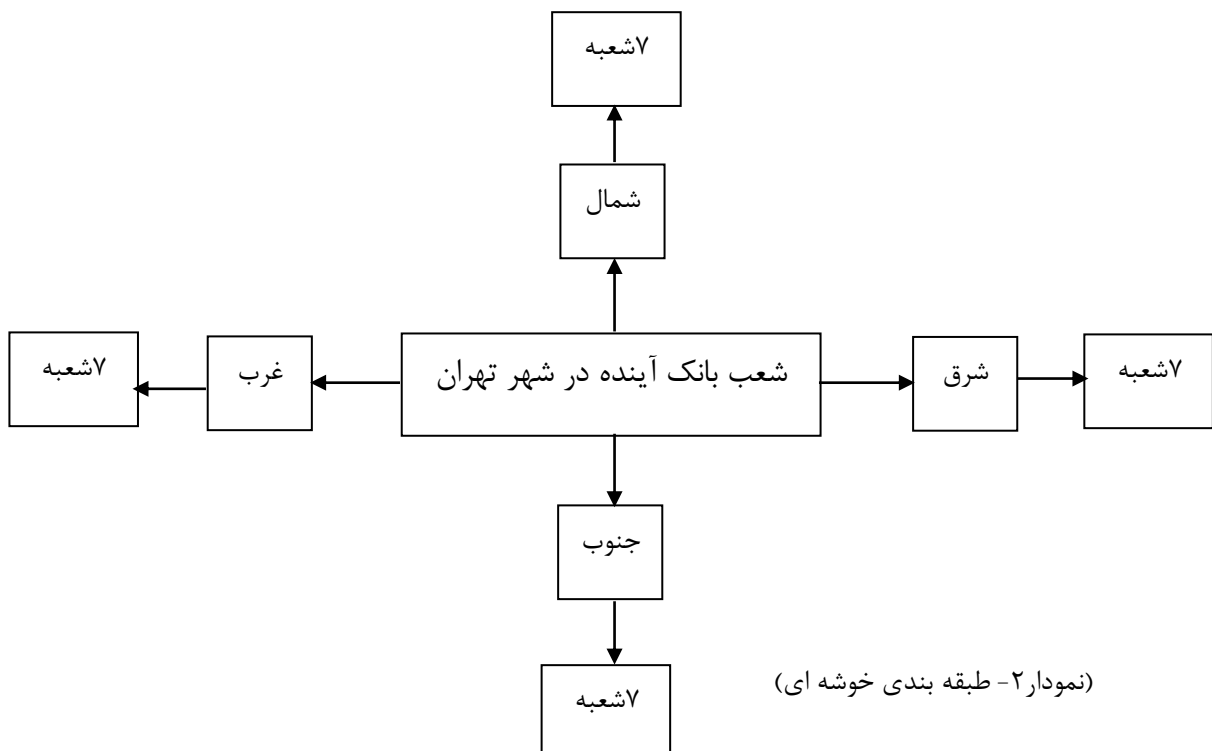 ۷شعبه
شمال
۷شعبه
غرب
شعب بانک آینده در شهر تهران
شرق
۷شعبه
جنوب
۷شعبه
(نمودار۲- طبقه بندی خوشه ای)